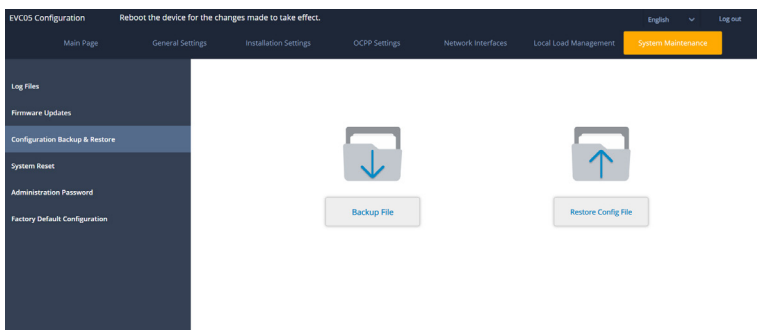 EVC05 Configuration Reboot the device for the changes made to take effect. English Log out
Main Page General Settings Installation Settings OCPP Settings Network Interfaces Local Load Management System Maintenance
Log Files
Firmware Updates
Configuration Backup & Restore
System Reset
Administration Password
Factory Default Configuration
Backup File Restore Config File